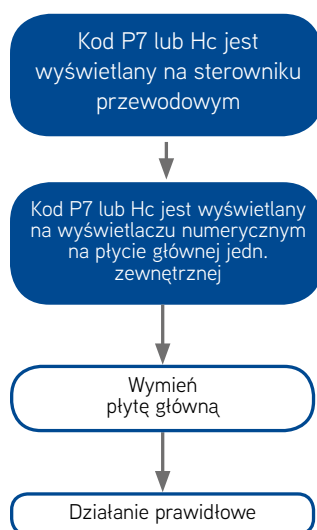 Kod P7 lub Hc jest
wyświetlany na sterowniku
przewodowym
Kod P7 lub Hc jest wyświetlany
na wyświetlaczu numerycznym
na płycie głównej jedn.
zewnętrznej
Wymień
płytę główną
Działanie prawidłowe